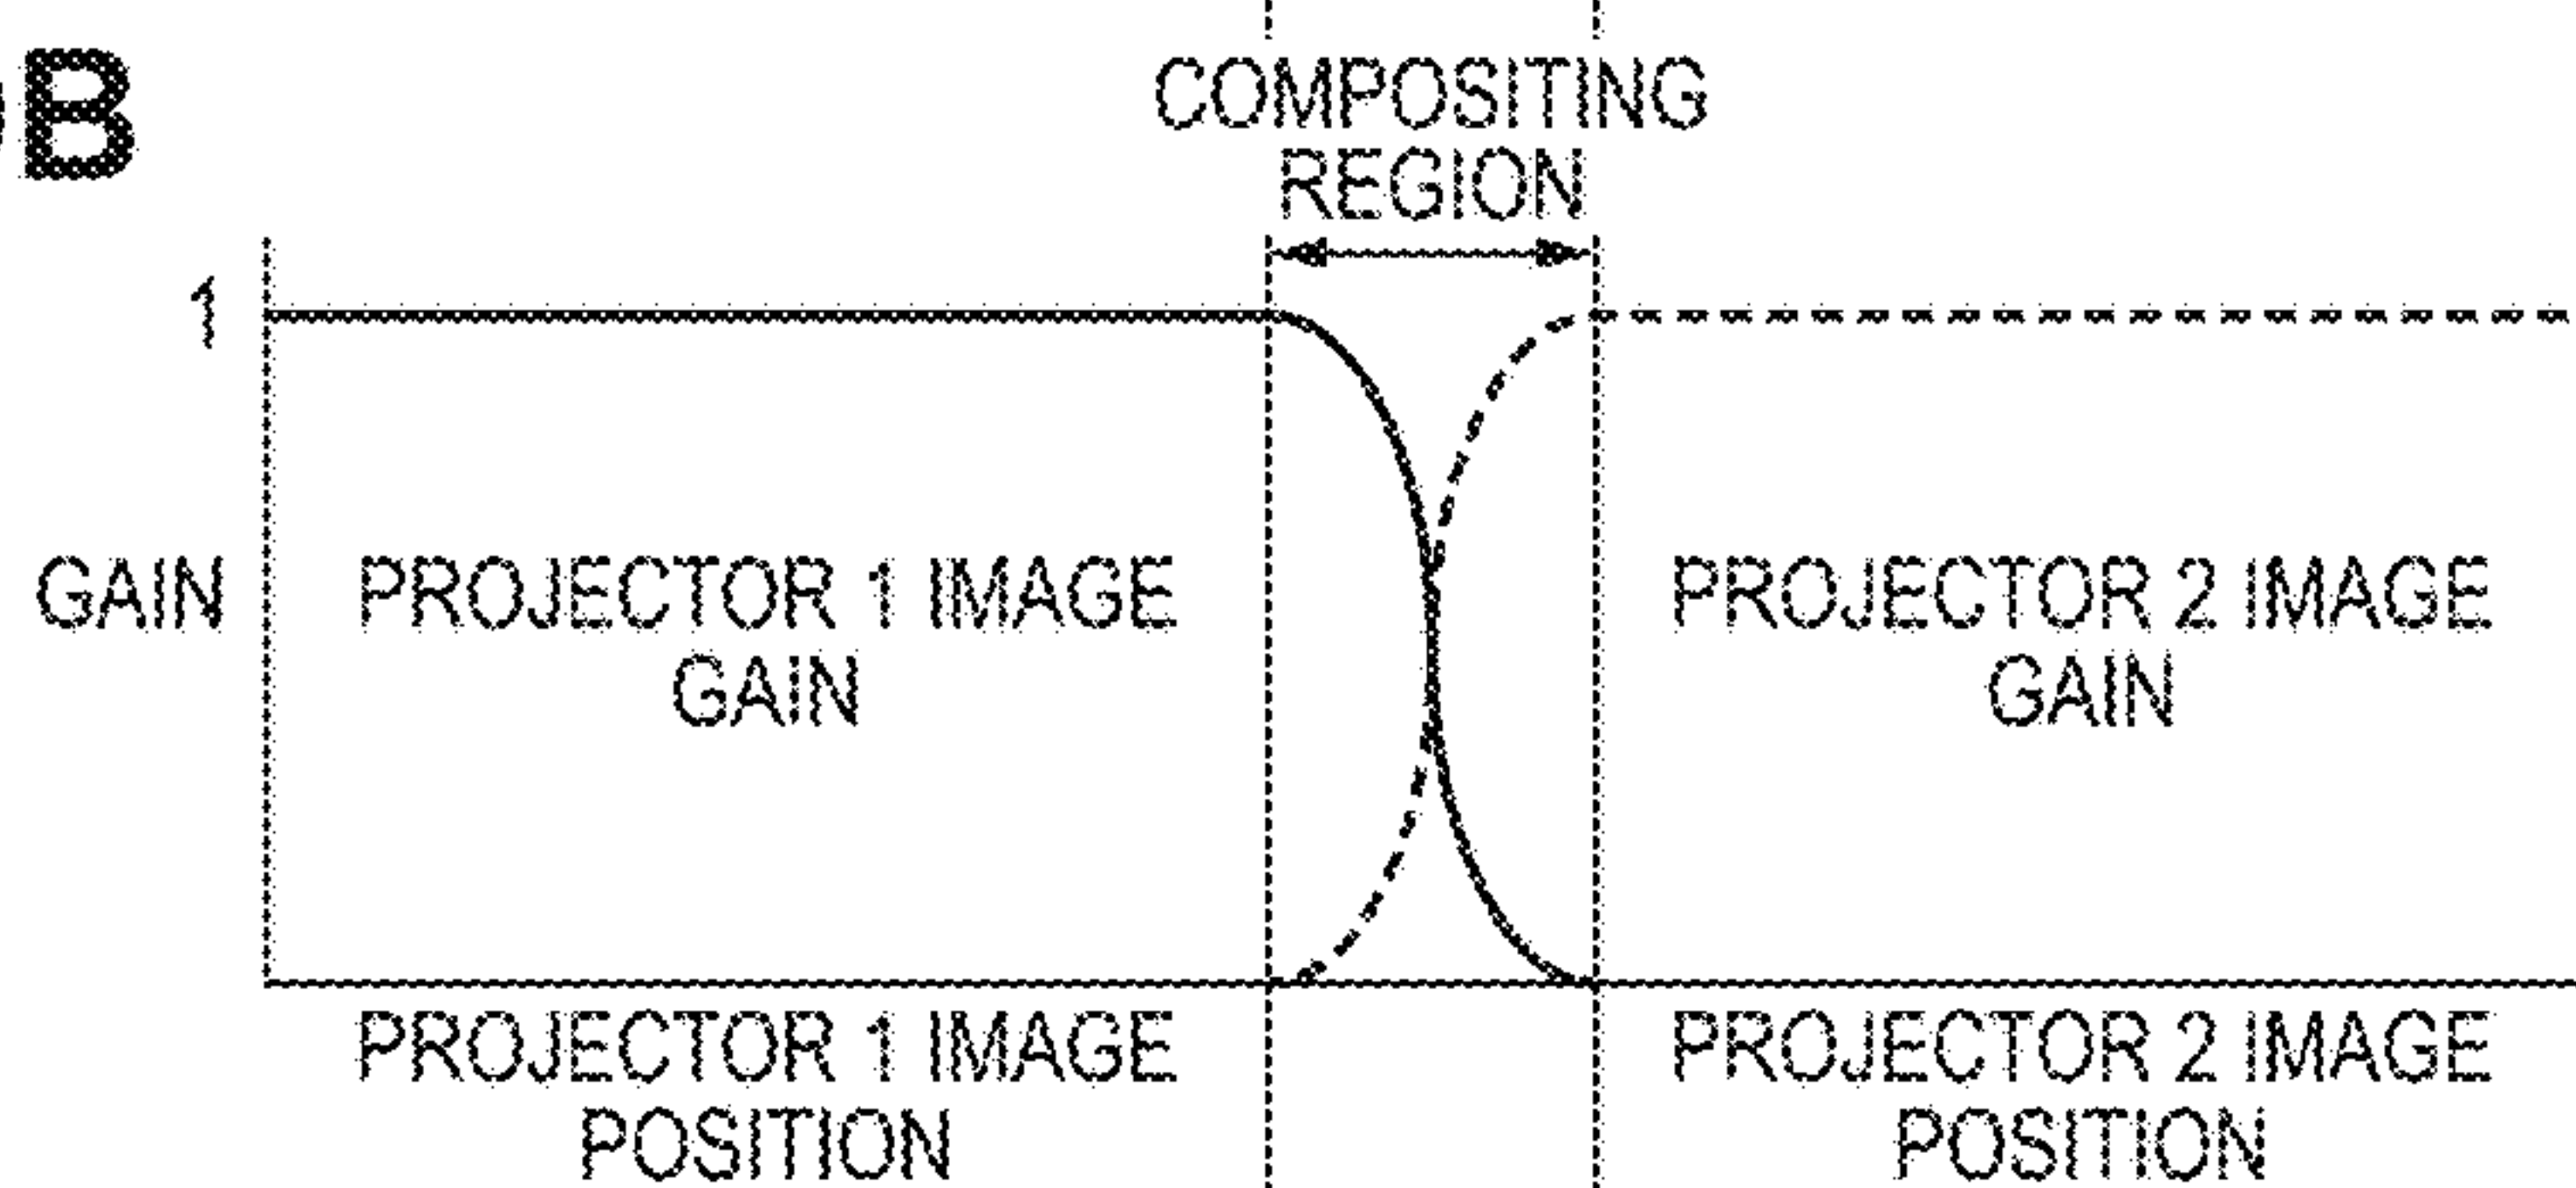 B
COMPOSITING
REGION
1
GAIN
PROJECTOR 1 IMAGE
GAIN
PROJECTOR 2 IMAGE
GAIN
PROJECTOR 1 IMAGE
POSITION
PROJECTOR 2 IMAGE
POSITION